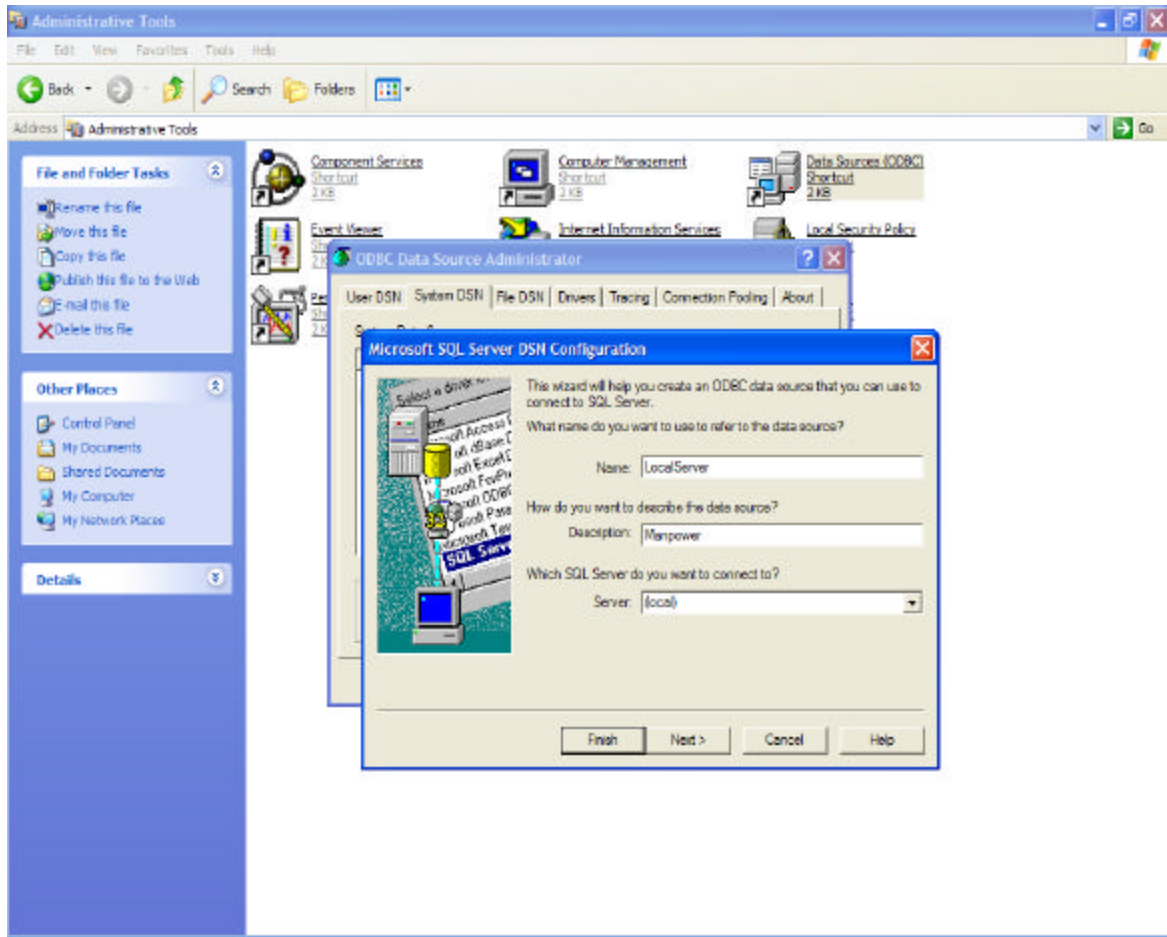 Administrative Tools
File Edit View Favorites Tools Help
Back Search Folders
Address Administrative Tools Go
File and Folder Tasks
Rename this file
Move this file
Copy this file
Publish this file to the Web
E-mail this file
Delete this file
Other Places
Control Panel
My Documents
Shared Documents
My Computer
My Network Places
Details
Component Services
Shortcut
2 KB
Computer Management
Shortcut
2 KB
Data Sources (ODBC)
Shortcut
2 KB
Event Viewer
Internet Information Services
Local Security Policy
ODBC Data Source Administrator
User DSN System DSN File DSN Drivers Tracing Connection Pooling About
Microsoft SQL Server DSN Configuration
Select a driver
SQL Serv
This wizard will help you create an ODBC data source that you can use to
connect to SQL Server.
What name do you want to use to refer to the data source?
Name: LocalServer
How do you want to describe the data source?
Description: Manpower
Which SQL Server do you want to connect to?
Server: (local)
Finish Next > Cancel Help